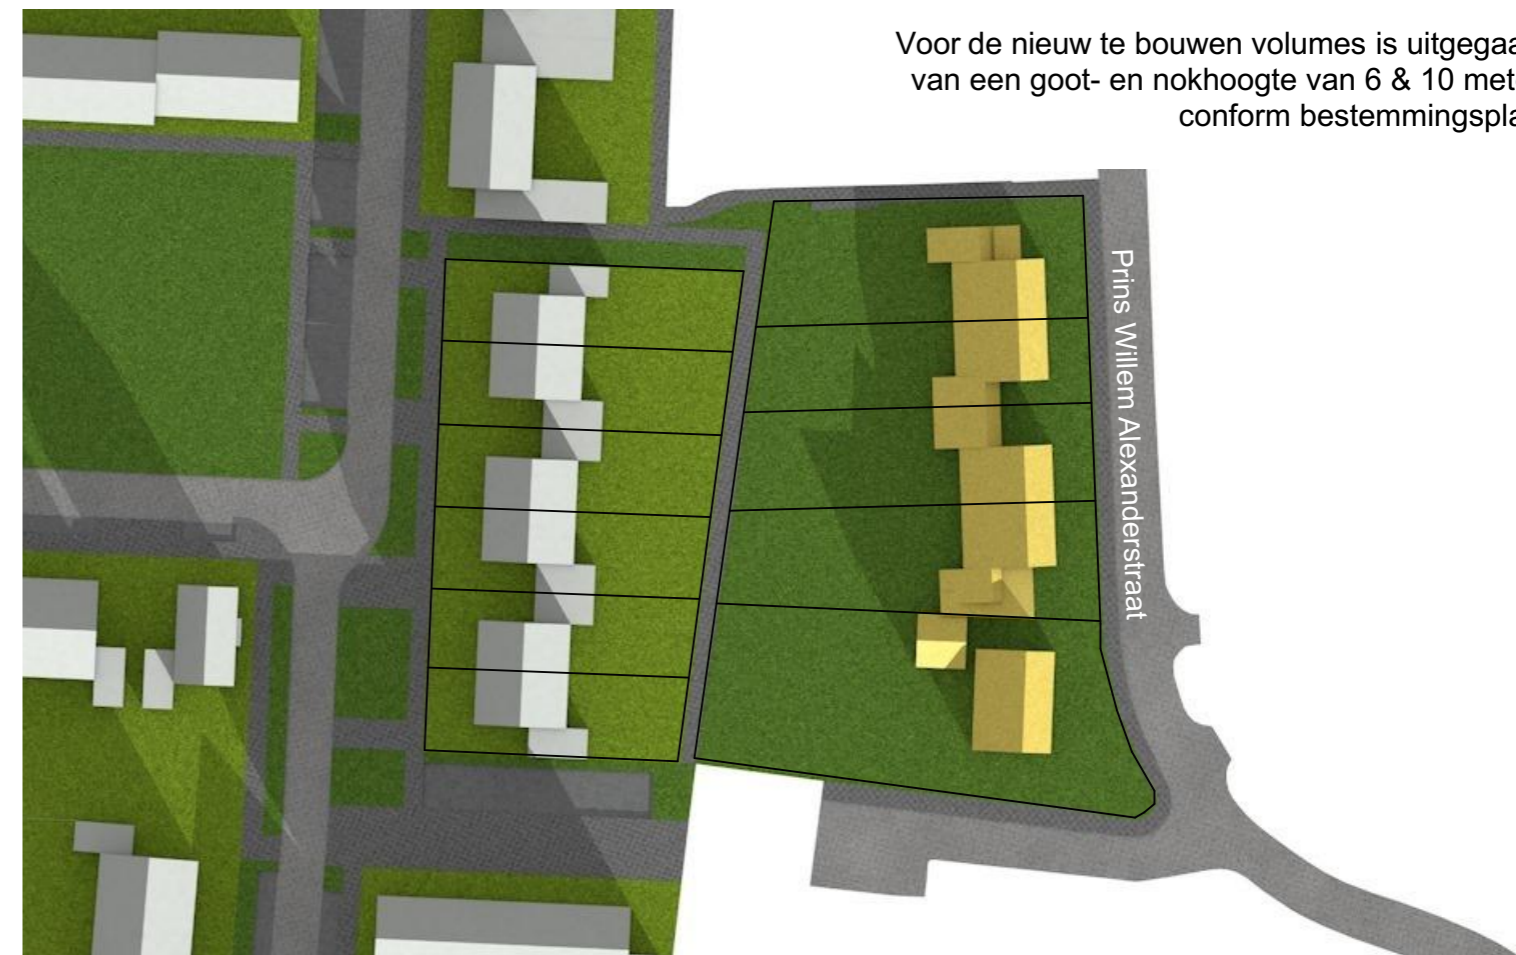 Voor de nieuw te bouwen volumes is uitgegaa
van een goot- en nokhoogte van 6 & 10 mete
conform bestemmingspla
Prins Willem Alexanderstraat